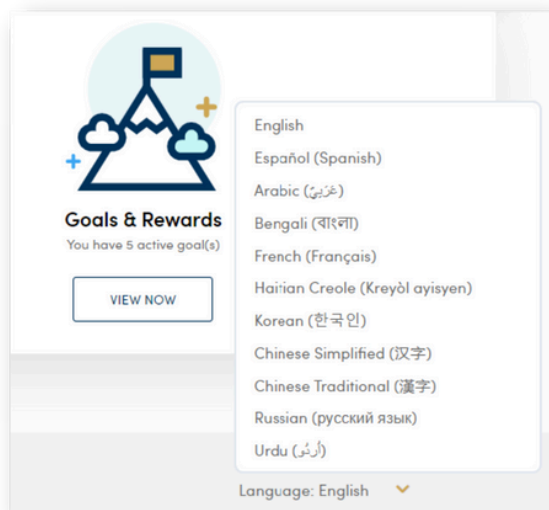 Goals & Rewards
You have 5 active goal(s)
VIEW NOW
English
Español (Spanish)
Arabic (عَرَبِيّ)
Bengali (বাংলা)
French (Français)
Haitian Creole (Kreyòl ayisyen)
Korean (한국인)
Chinese Simplified (汉字)
Chinese Traditional (漢字)
Russian (русский язык)
Urdu (اُردُو)
Language: English